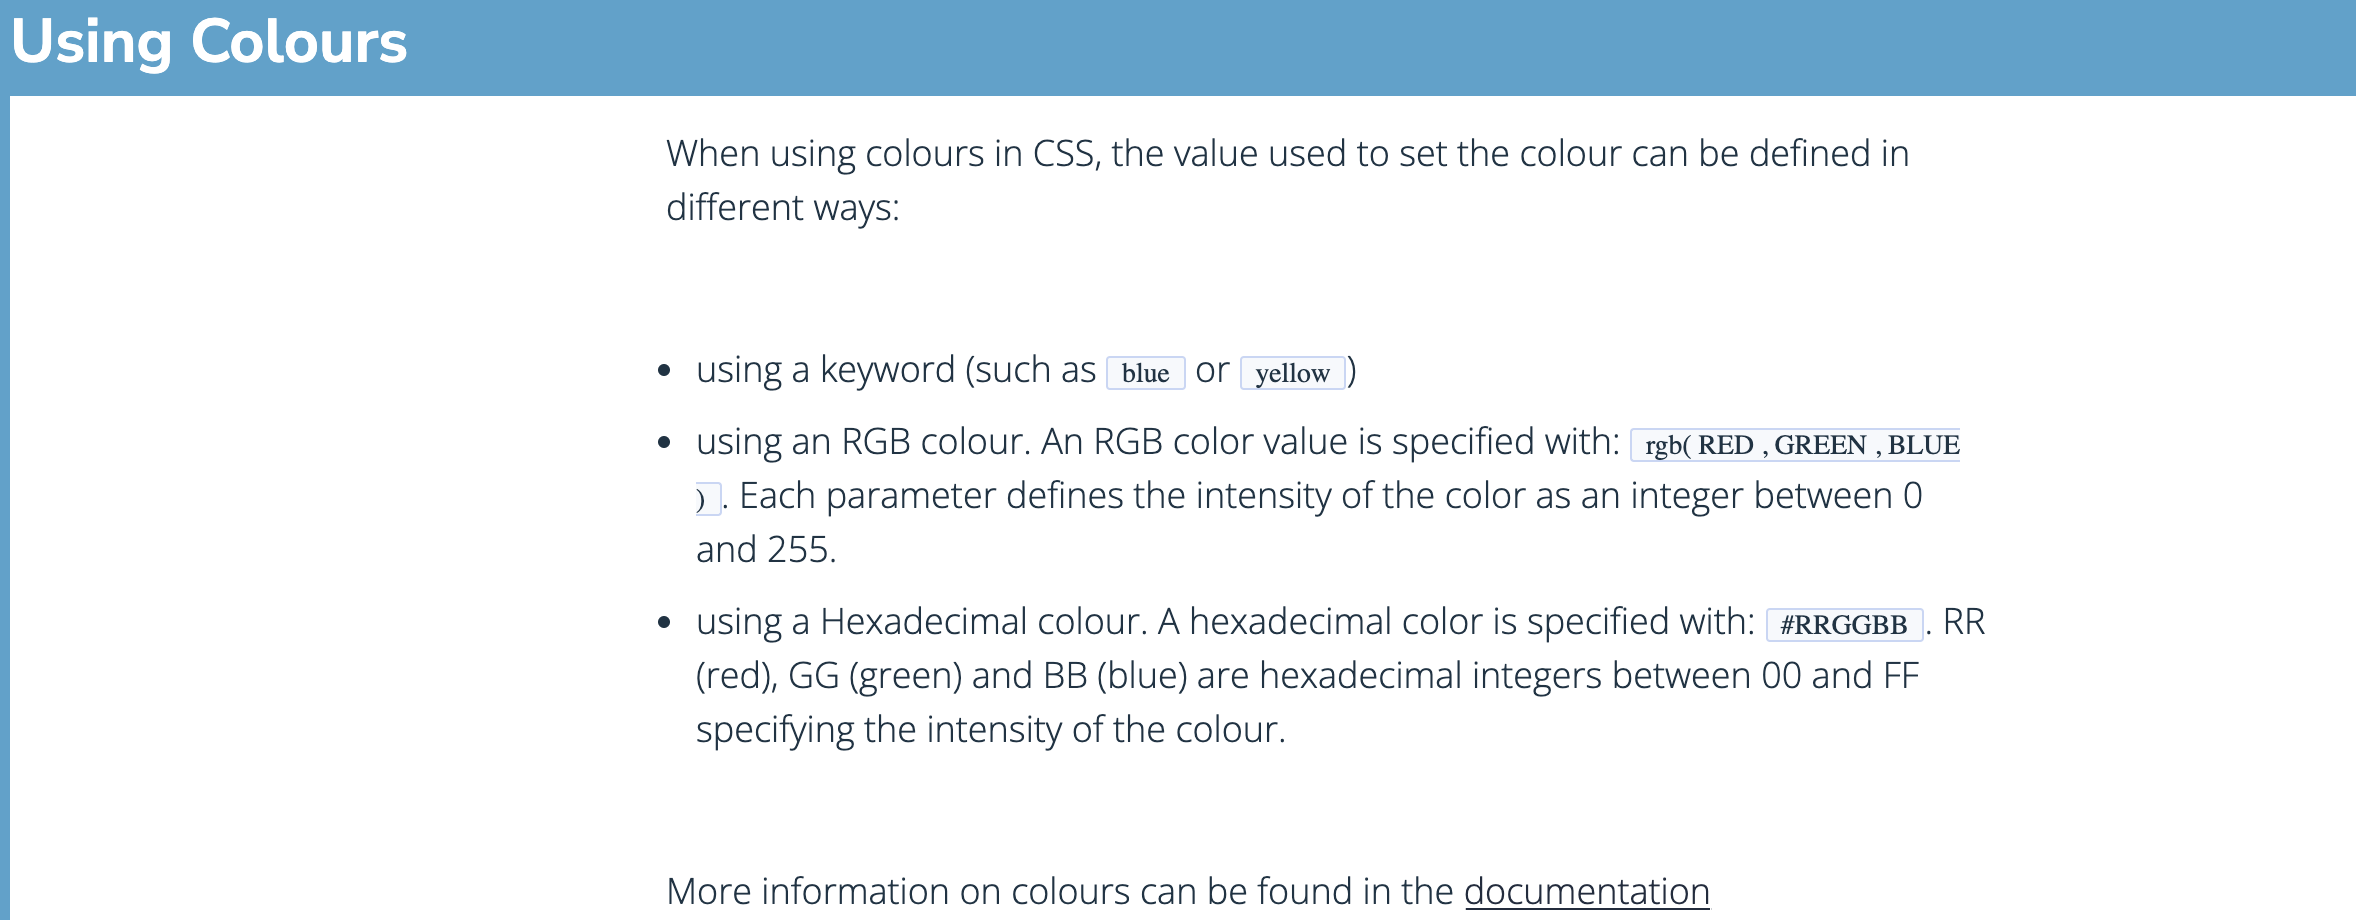 Using Colours
When using colours in CSS, the value used to set the colour can be defined in
different ways:
using a keyword (such as blue or yellow )
using an RGB colour. An RGB color value is specified with: rgb( RED , GREEN , BLUE
) . Each parameter defines the intensity of the color as an integer between 0
and 255.
using a Hexadecimal colour. A hexadecimal color is specified with: #RRGGBB . RR
(red), GG (green) and BB (blue) are hexadecimal integers between 00 and FF
specifying the intensity of the colour.
More information on colours can be found in the documentation